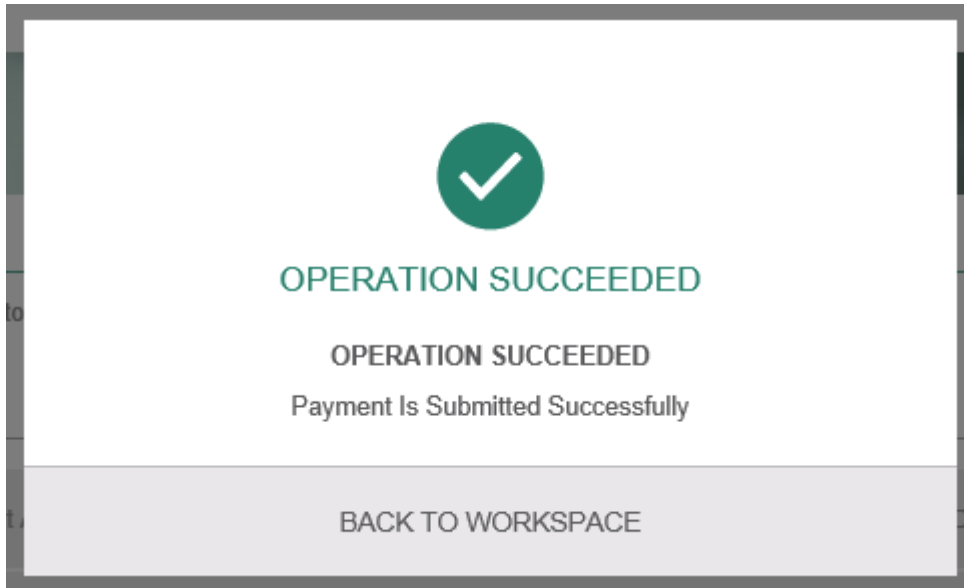 OPERATION SUCCEEDED
OPERATION SUCCEEDED
Payment Is Submitted Successfully
BACK TO WORKSPACE